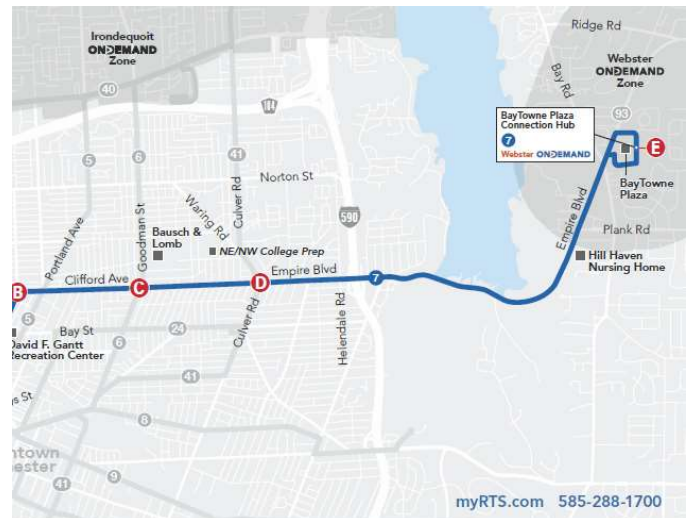 Irondequoit
ONDEMAND
Zone
40
104
5
6
41
Culver Rd
Norton St
590
Ridge Rd
Bay Rd
Webster
ONDEMAND
Zone
93
BayTowne Plaza
Connection Hub
7
Webster ONDEMAND
E
BayTowne
Plaza
Plank Rd
Empire Blvd
Hill Haven
Nursing Home
Portland Ave
Goodman St
Waring Rd
Bausch &
Lomb
NE/NW College Prep
Clifford Ave
Empire Blvd
B
C
D
7
5
Bay St
6
24
41
Culver Rd
Helendale Rd
David F. Gantt
Recreation Center
gs St
8
ntown
hester
41
9
myRTS.com 585-288-1700